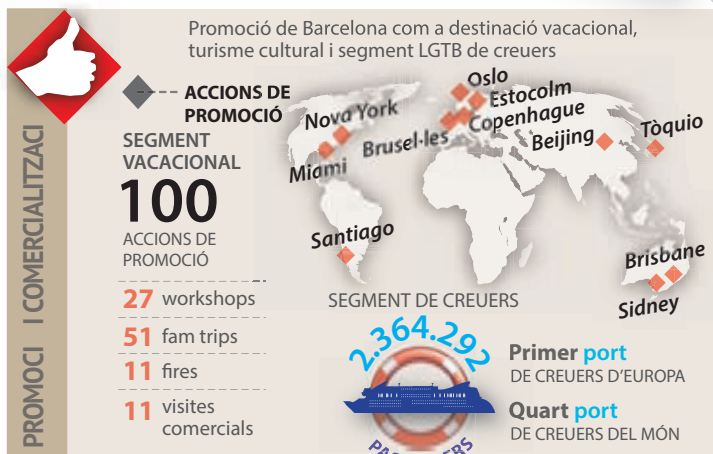 Promoció de Barcelona com a destinació vacacional,
turisme cultural i segment LGTB de creuers
ACCIONS DE
PROMOCIÓ
SEGMENT
VACACIONAL
100
ACCIONS DE
PROMOCIÓ
27 workshops
51 fam trips
11 fires
11 visites
comercials
Oslo
Estocolm
Copenhague
Nova York
Brusel·les
Miami
Beijing
Tòquio
Santiago
Brisbane
Sidney
SEGMENT DE CREUERS
2.364.292
Primer port
DE CREUERS D'EUROPA
Quart port
DE CREUERS DEL MÓN
PROMOCI I COMERCIALITZACI